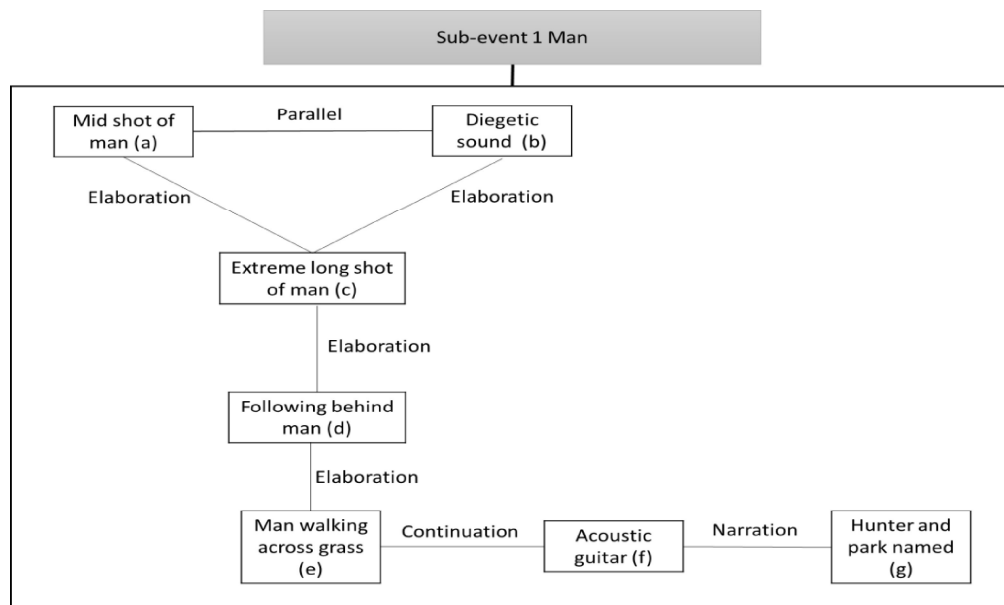 Sub-event 1 Man
Parallel
Mid shot of
man (a)
Diegetic
sound (b)
Elaboration
Elaboration
Extreme long shot
of man (c)
Elaboration
Following behind
man (d)
Elaboration
Man walking
across grass
(e)
Continuation
Acoustic
guitar (f)
Narration
Hunter and
park named
(g)